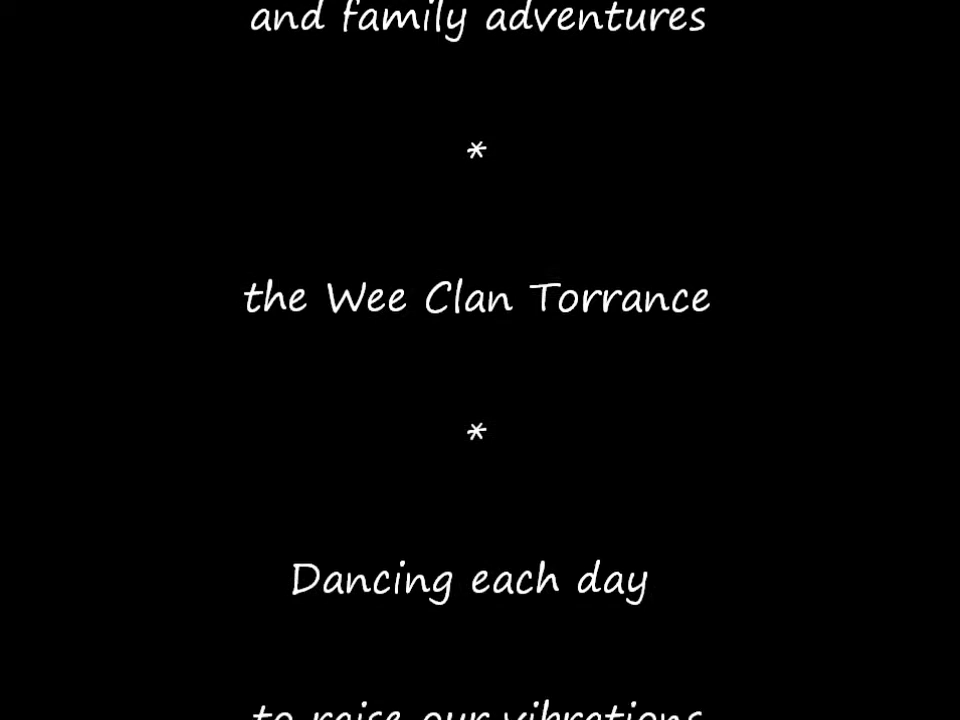 and family adventures
*
the Wee Clan Torrance
*
Dancing each day
to raise our vibrations